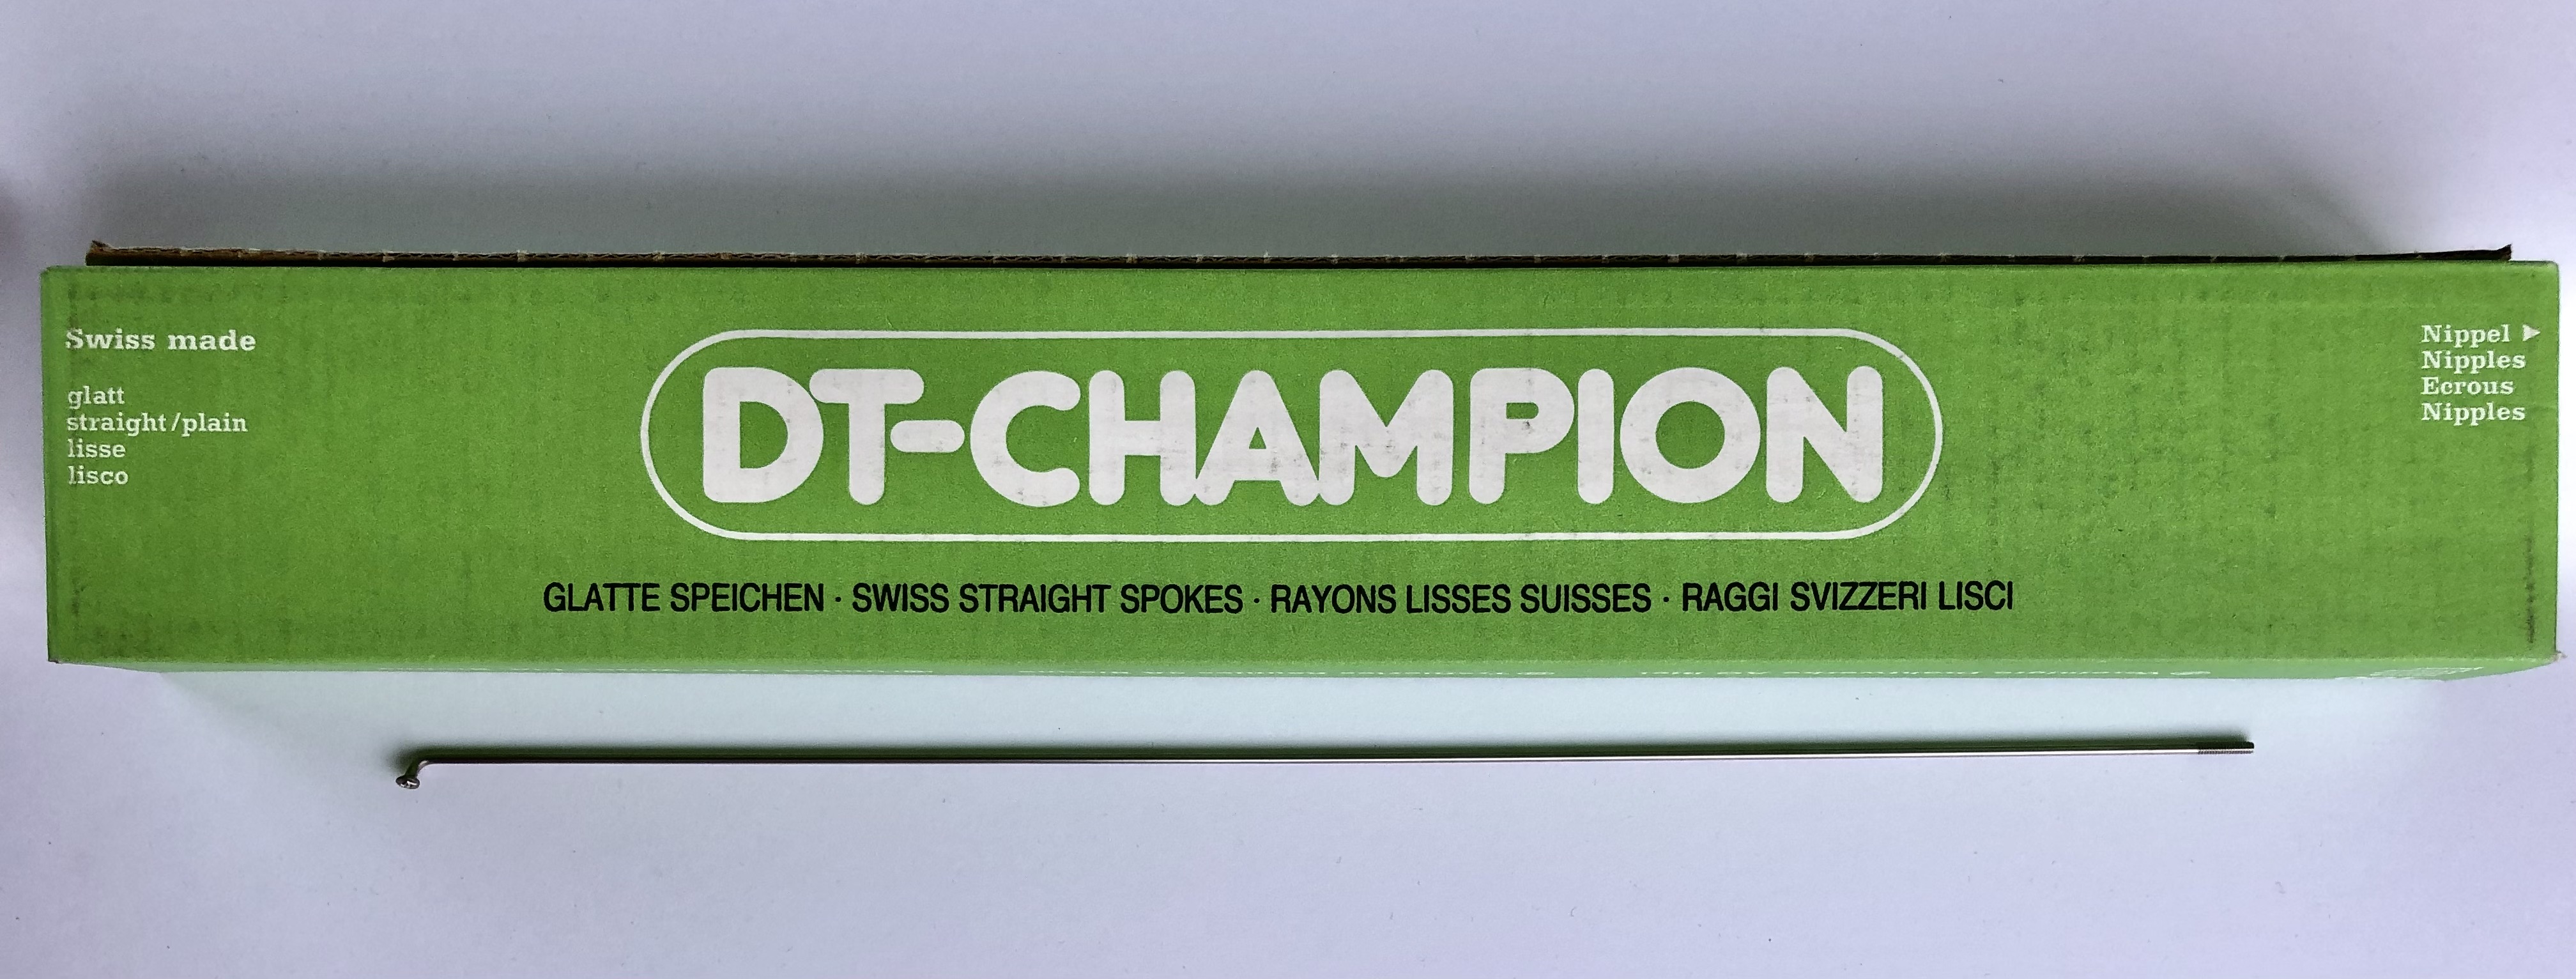 Swiss made
glatt
straight/plain
lisse
lisco
DT-CHAMPION
GLATTE SPEICHEN · SWISS STRAIGHT SPOKES · RAYONS LISSES SUISSES · RAGGI SVIZZERI LISCI
Nippel ▶
Nipples
Ecrous
Nipples